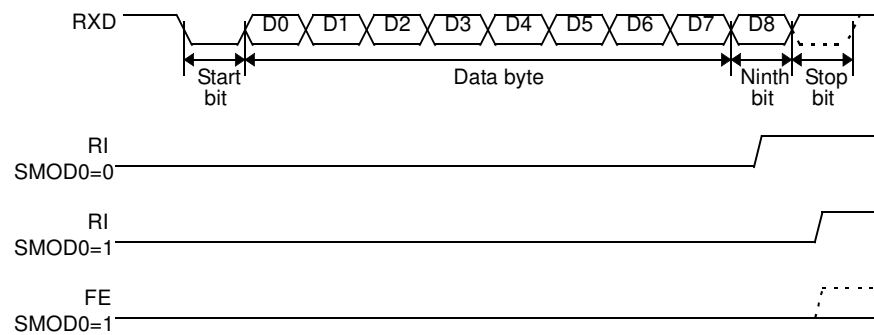 RXD D0 D1 D2 D3 D4 D5 D6 D7 D8
Start bit Data byte Ninth bit Stop bit
RI
SMOD0=0
RI
SMOD0=1
FE
SMOD0=1